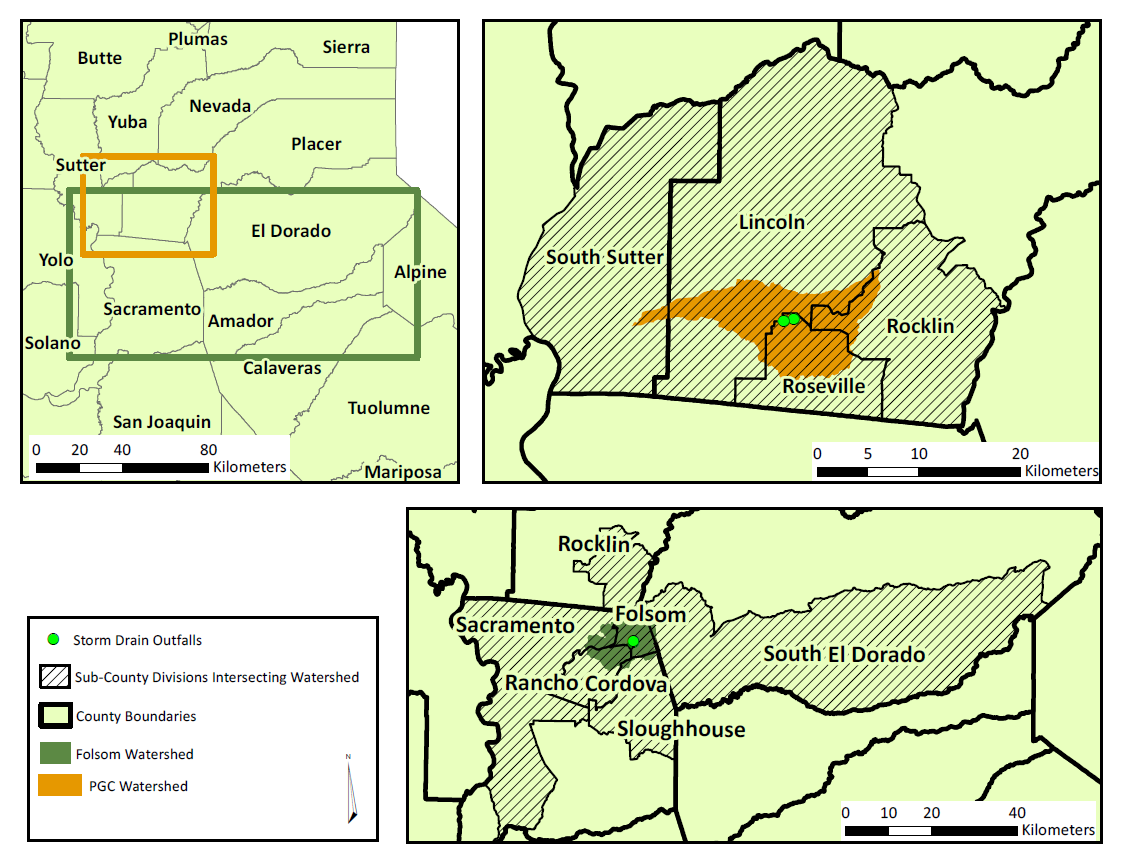 Plumas
Sierra
Butte
Nevada
Yuba
Placer
Sutter
El Dorado
Yolo
Alpine
Sacramento
Amador
Solano
Calaveras
Tuolumne
San Joaquin
0 20 40 80
Kilometers
Mariposa
Lincoln
South Sutter
Rocklin
Roseville
0 5 10 20
Kilometers
Rocklin
Folsom
Sacramento
South El Dorado
Rancho Cordova
Sloughhouse
0 10 20 40
Kilometers
Storm Drain Outfalls
Sub-County Divisions Intersecting Watershed
County Boundaries
Folsom Watershed
PGC Watershed
N